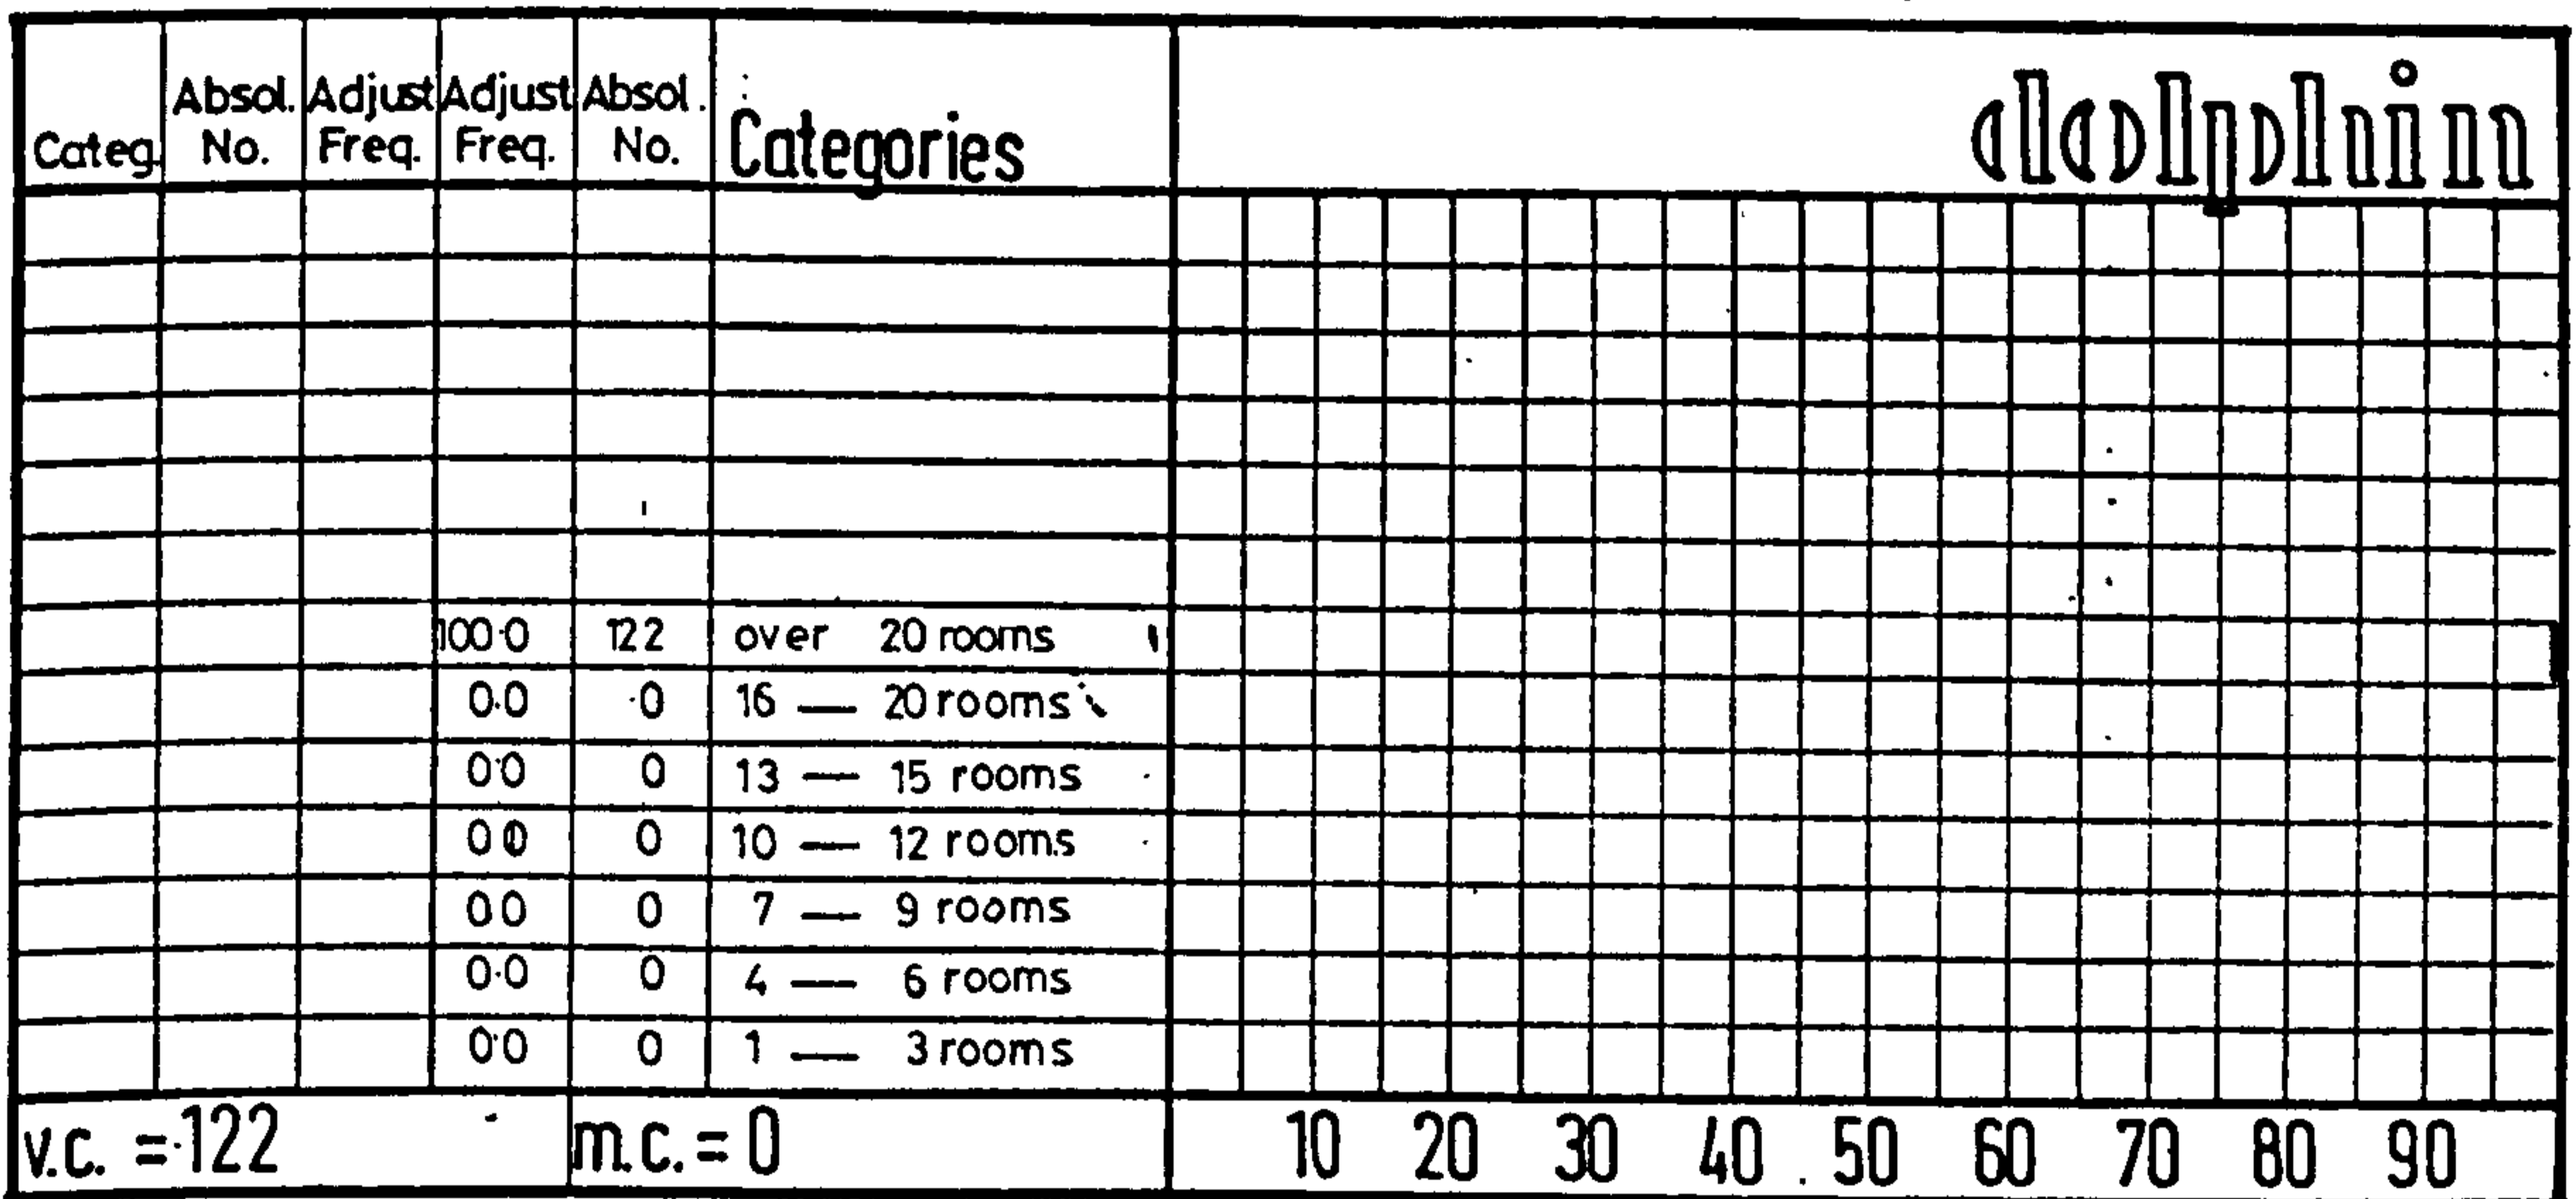 Categ. Absol. No. Adjust Freq. Adjust Freq. Absol. No. Categories dolphin
100·0 122 over 20 rooms
0.0 0 16 — 20 rooms
0·0 0 13 — 15 rooms
0 0 0 10 — 12 rooms
0 0 0 7 — 9 rooms
0·0 0 4 — 6 rooms
0·0 0 1 — 3 rooms
v.c. = 122 m.c. = 0 10 20 30 40 50 60 70 80 90